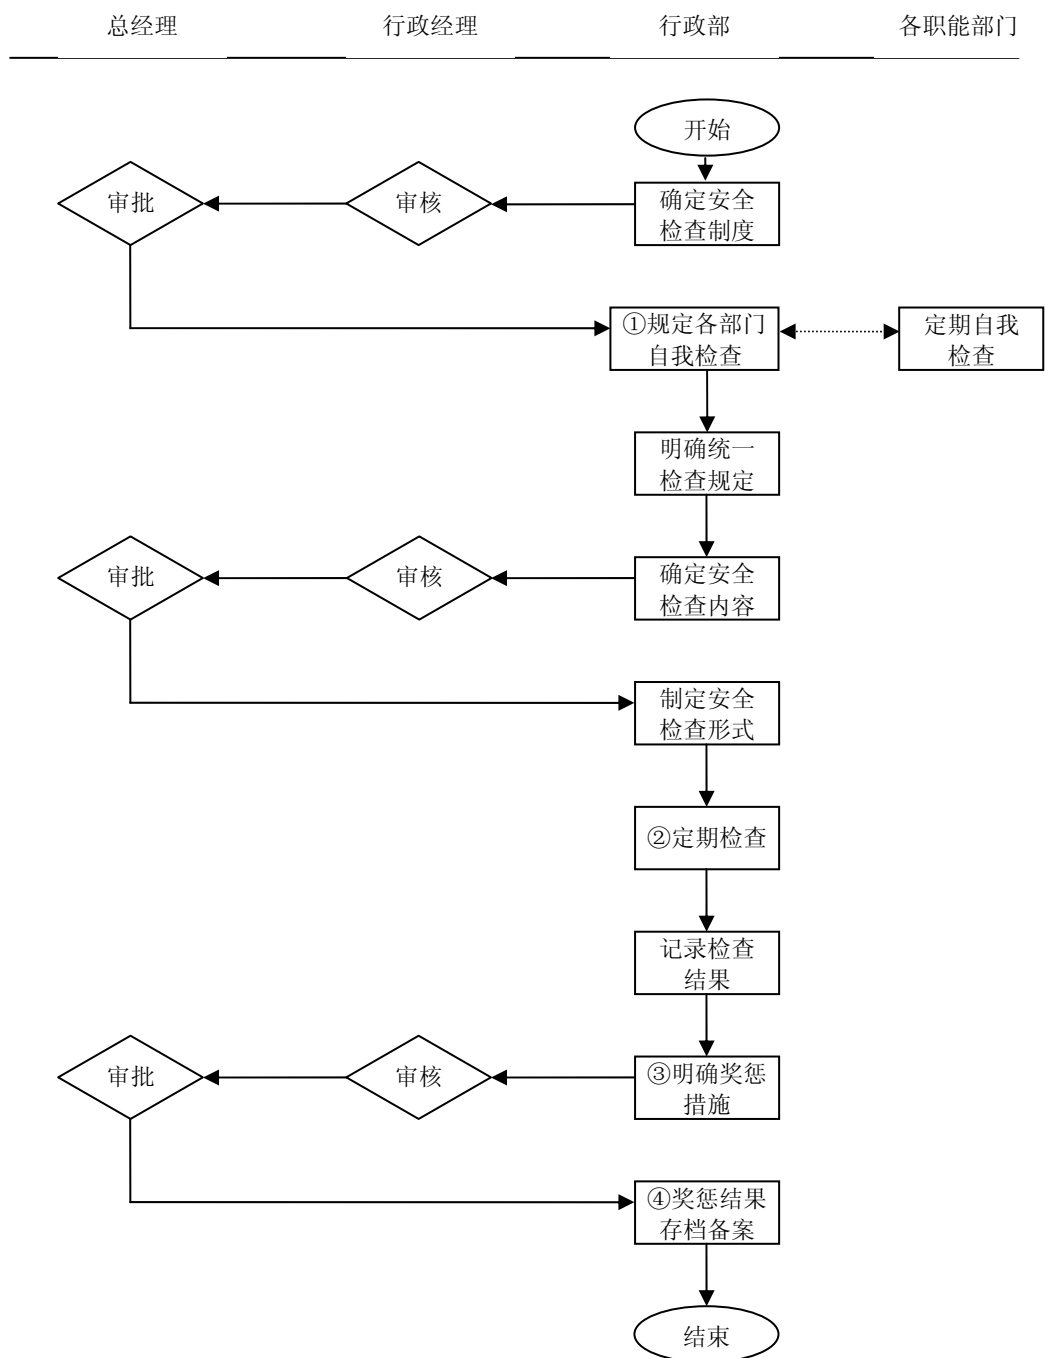 总经理 行政经理 行政部 各职能部门
开始
审批 审核 确定安全
检查制度
①规定各部门
自我检查
定期自我
检查
明确统一
检查规定
审批 审核 确定安全
检查内容
制定安全
检查形式
②定期检查
记录检查
结果
审批 审核 ③明确奖惩
措施
④奖惩结果
存档备案
结束